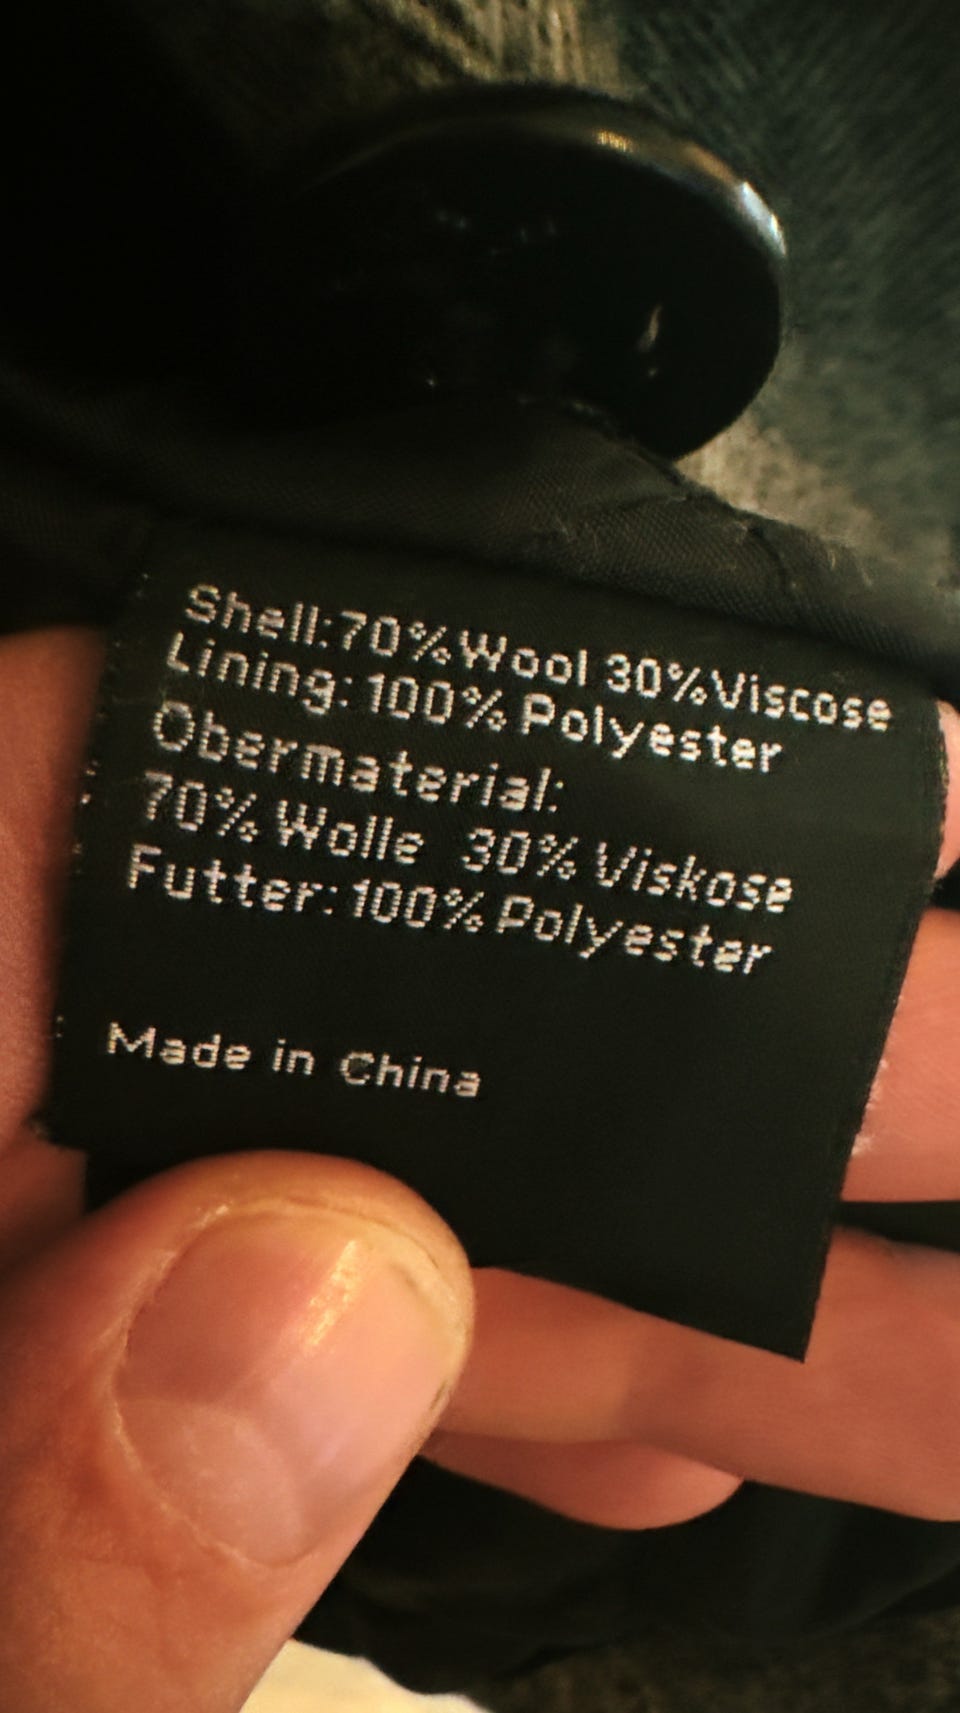 Shell:70%Wool 30%Viscose
Lining:100%Polyester
Obermaterial:
70%Wolle 30%Viskose
Futter:100%Polyester
Made in China